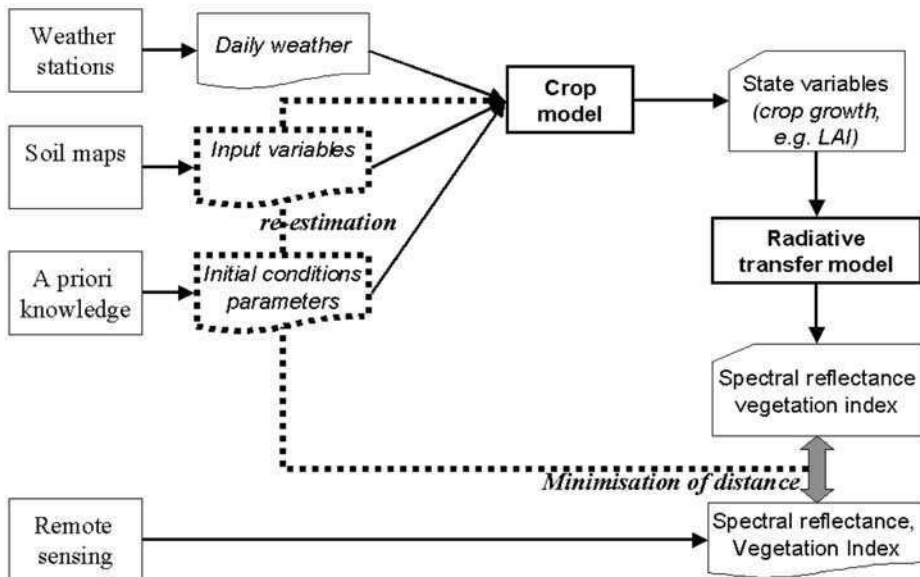 Weather
stations
Daily weather
Crop
model
State variables
(crop growth,
e.g. LAI)
Soil maps
Input variables
re-estimation
Radiative
transfer model
A priori
knowledge
Initial conditions
parameters
Spectral reflectance
vegetation index
Minimisation of distance
Remote
sensing
Spectral reflectance,
Vegetation Index